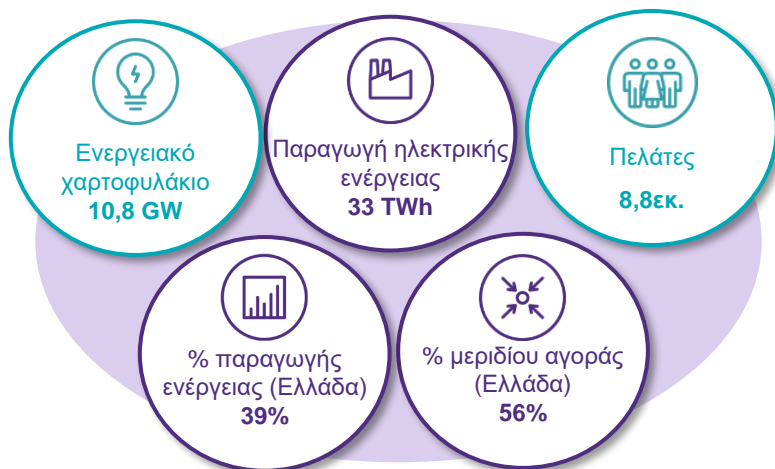 Ενεργειακό
χαρτοφυλάκιο
10,8 GW
Παραγωγή ηλεκτρικής
ενέργειας
33 TWh
Πελάτες
8,8εκ.
% παραγωγής
ενέργειας (Ελλάδα)
39%
% μεριδίου αγοράς
(Ελλάδα)
56%